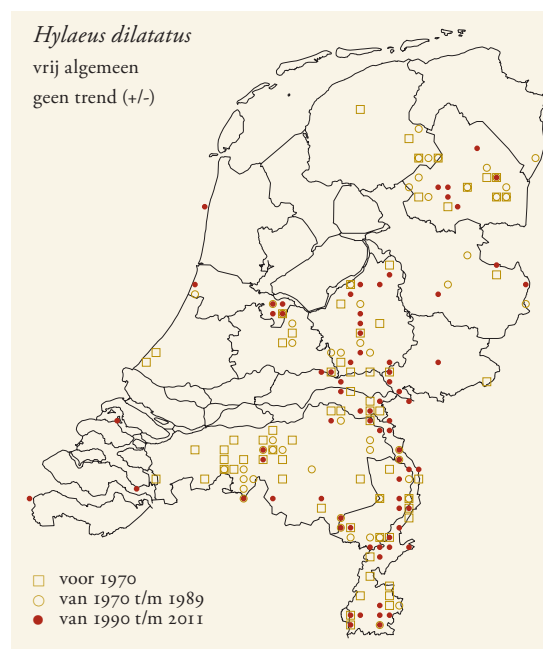 Hylaeus dilatatus
vrij algemeen
geen trend (+/-)
voor 1970
van 1970 t/m 1989
van 1990 t/m 2011